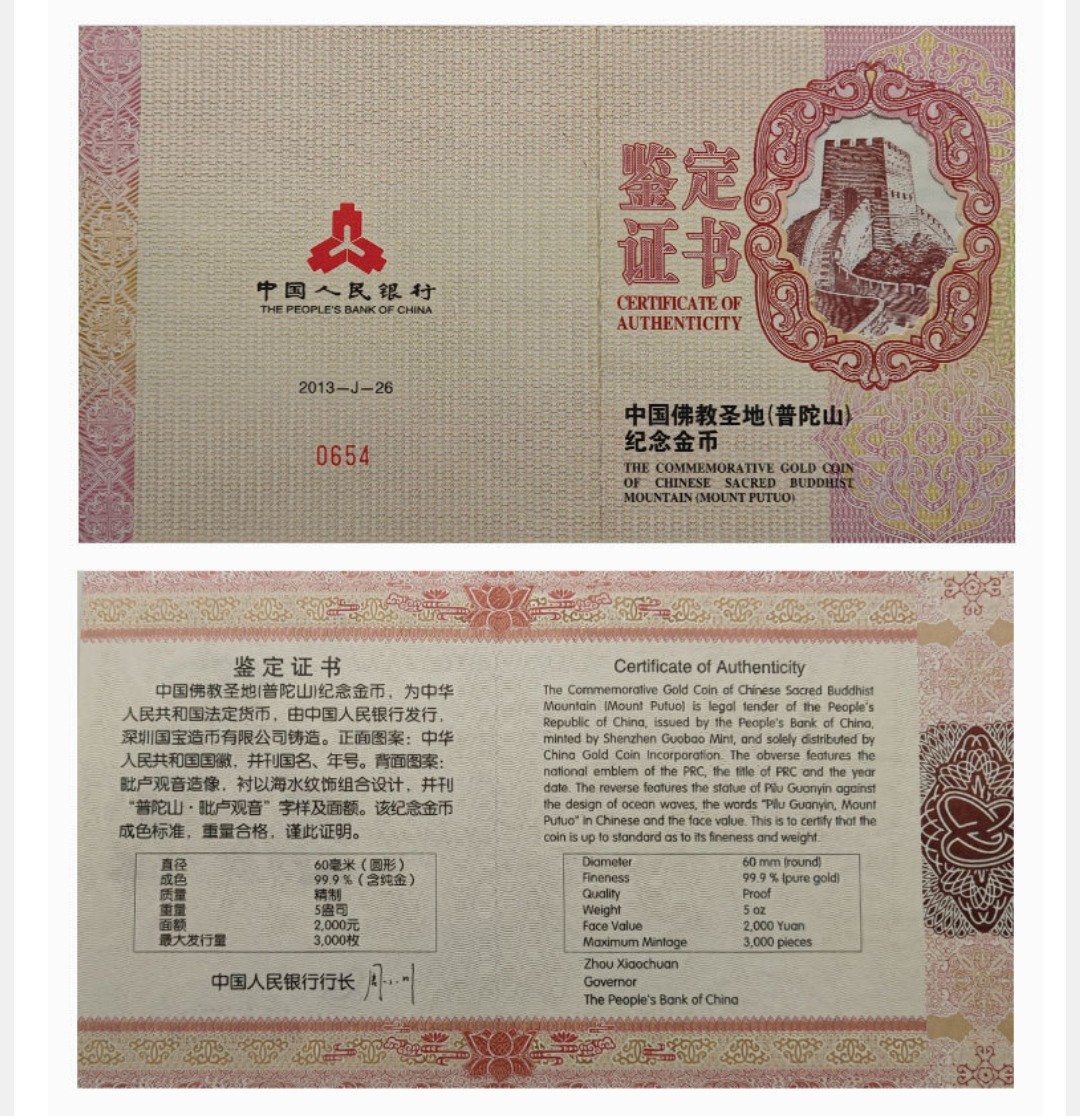 中国人民银行
THE PEOPLE'S BANK OF CHINA
2013—J—26
0654
鉴定
证书
CERTIFICATE OF
AUTHENTICITY
中国佛教圣地(普陀山)
纪念金币
THE COMMEMORATIVE GOLD COIN
OF CHINESE SACRED BUDDHIST
MOUNTAIN (MOUNT PUTUO)
鉴定证书
中国佛教圣地(普陀山)纪念金币，为中华
人民共和国法定货币，由中国人民银行发行，
深圳国宝造币有限公司铸造。正面图案：中华
人民共和国国徽，并刊国名、年号。背面图案：
毗卢观音造像，衬以海水纹饰组合设计，并刊
“普陀山·毗卢观音”字样及面额。该纪念金币
成色标准，重量合格，谨此证明。
直径 60毫米（圆形）
成色 99.9％（含纯金）
质量 精制
重量 5盎司
面额 2,000元
最大发行量 3,000枚
中国人民银行行长
Certificate of Authenticity
The Commemorative Gold Coin of Chinese Sacred Buddhist
Mountain (Mount Putuo) is legal tender of the People's
Republic of China, issued by the People's Bank of China,
minted by Shenzhen Guobao Mint, and solely distributed by
China Gold Coin Incorporation. The obverse features the
national emblem of the PRC, the title of PRC and the year
date. The reverse features the statue of Pilu Guanyin against
the design of ocean waves, the words "Pilu Guanyin, Mount
Putuo" in Chinese and the face value. This is to certify that the
coin is up to standard as to its fineness and weight.
Diameter 60 mm (round)
Fineness 99.9 % (pure gold)
Quality Proof
Weight 5 oz
Face Value 2,000 Yuan
Maximum Mintage 3,000 pieces
Zhou Xiaochuan
Governor
The People's Bank of China